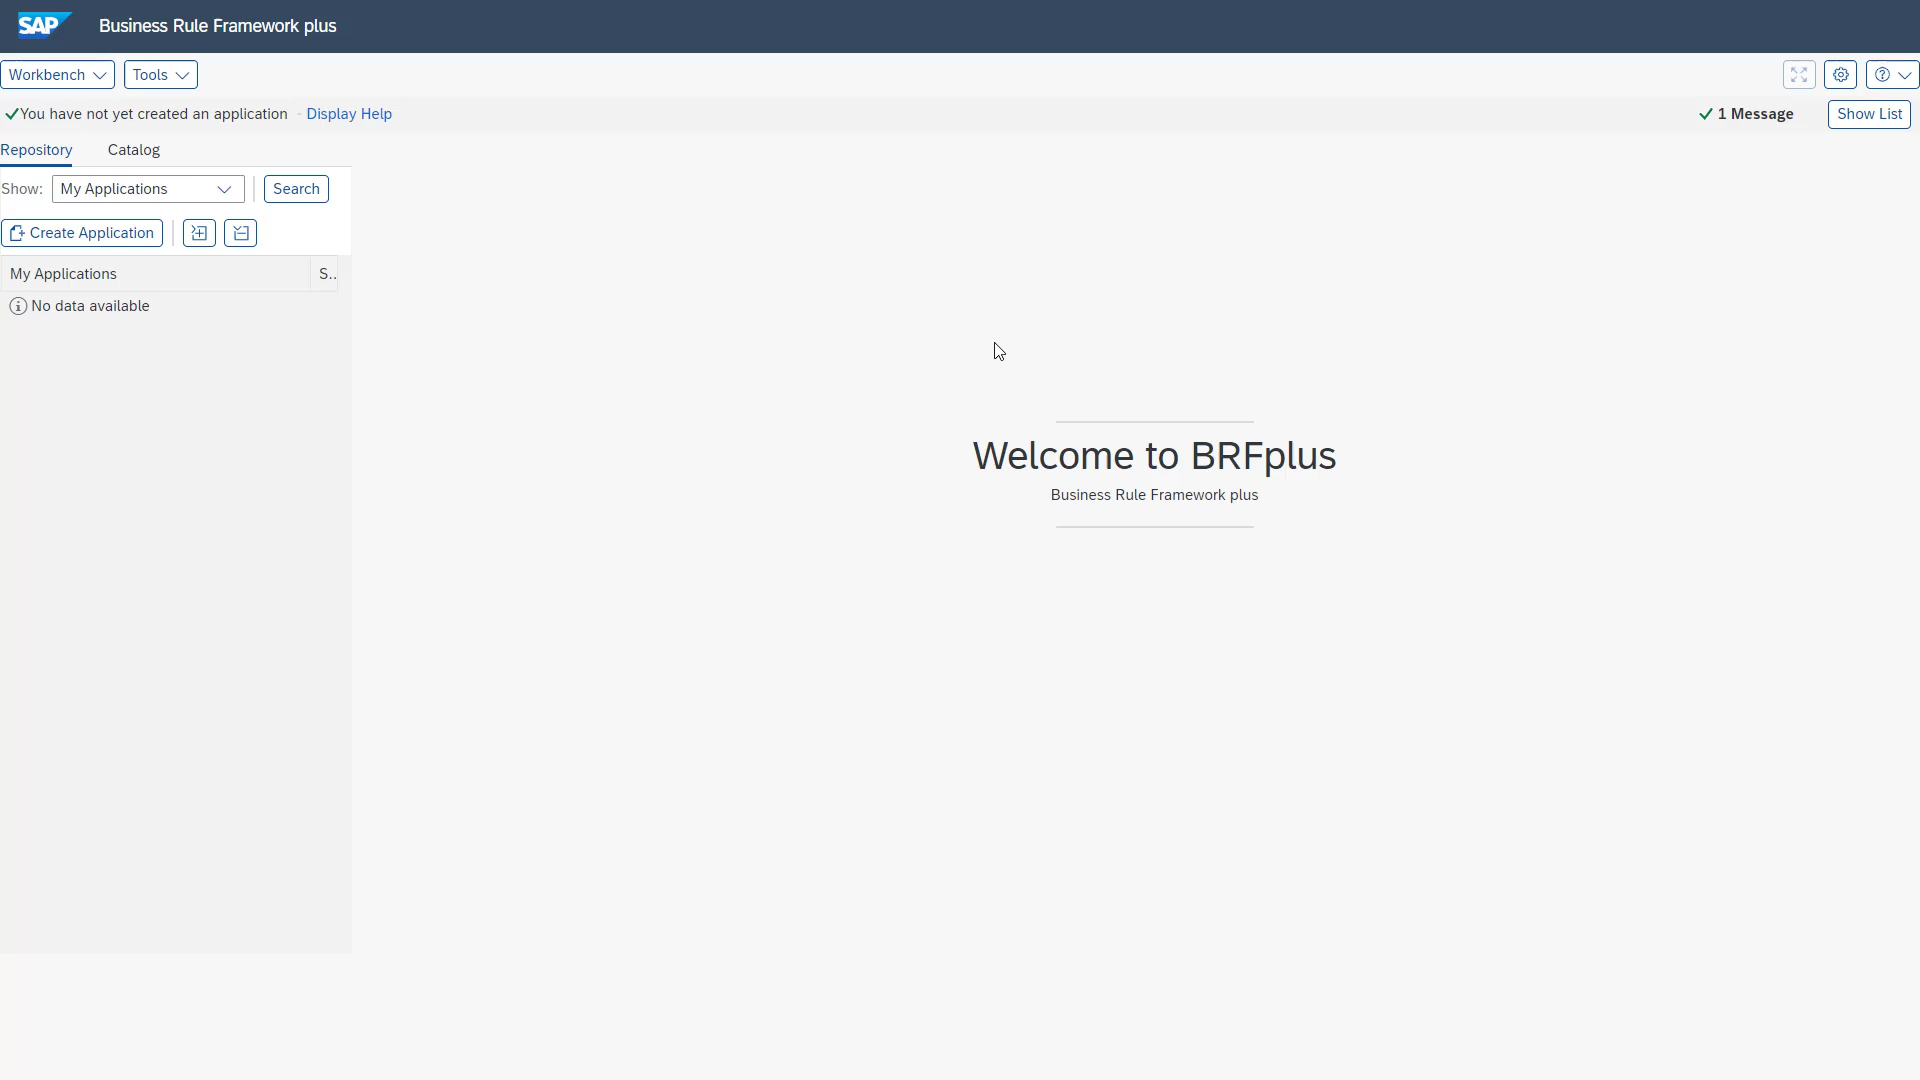 SAP Business Rule Framework plus
Workbench Tools
You have not yet created an application - Display Help 1 Message Show List
Repository Catalog
Show: My Applications Search
Create Application
My Applications S..
No data available
Welcome to BRFplus
Business Rule Framework plus